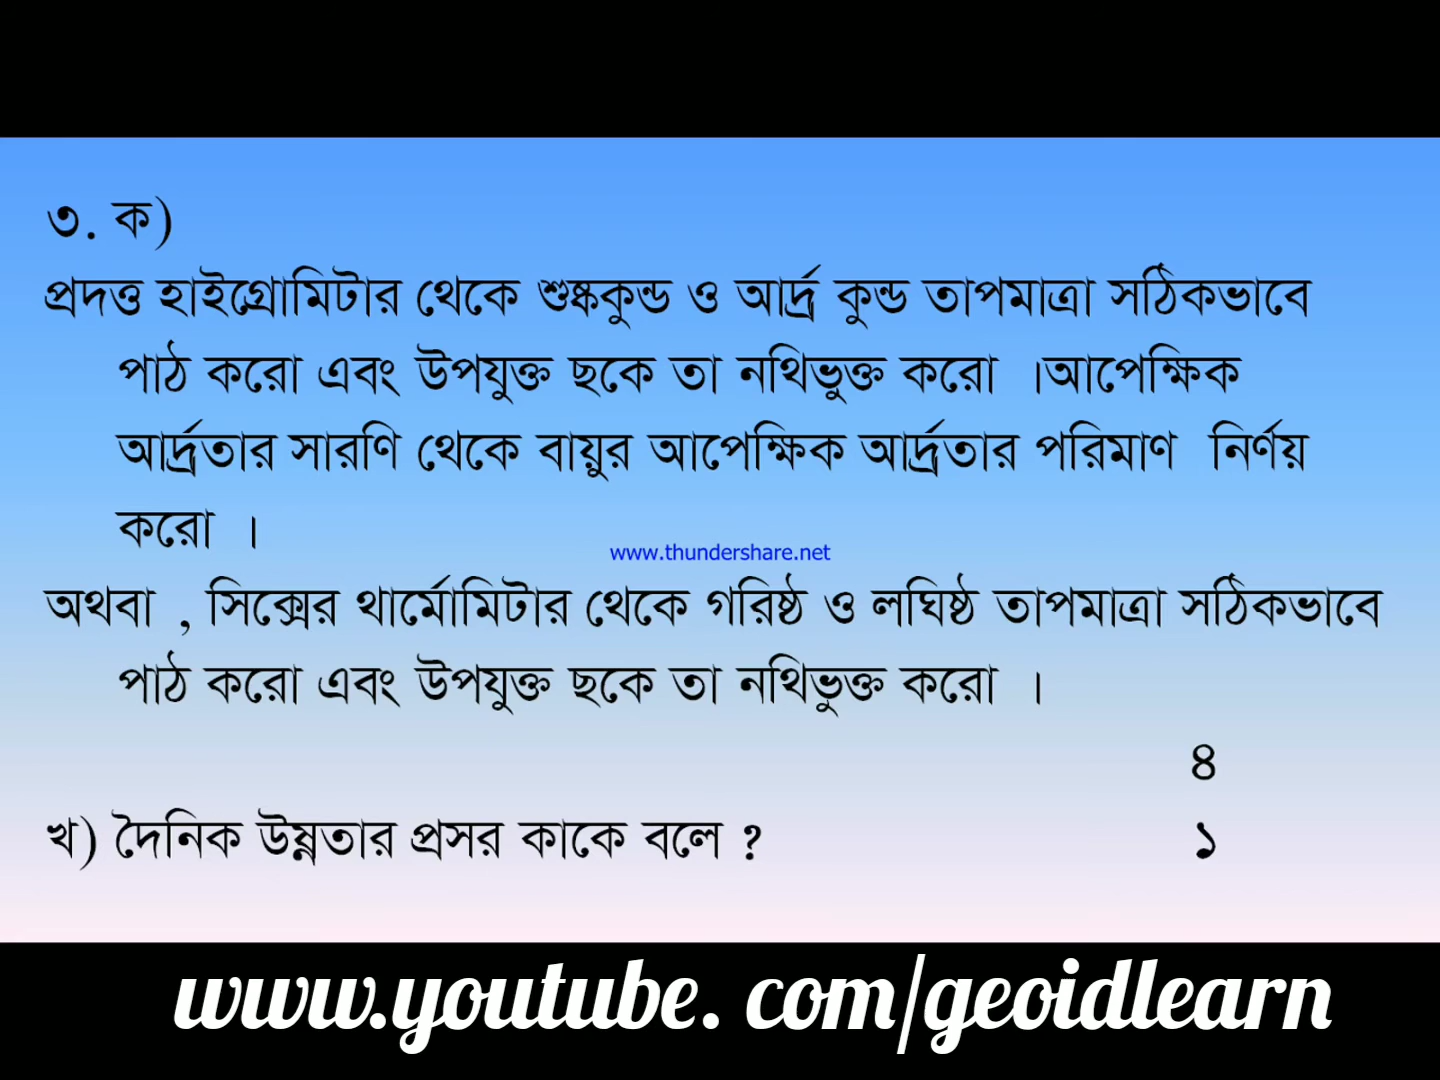 ৩. ক)
প্রদত্ত হাইগ্রোমিটার থেকে শুষ্ককুন্ড ও আর্দ্র কুন্ড তাপমাত্রা সঠিকভাবে
পাঠ করো এবং উপযুক্ত ছকে তা নথিভুক্ত করো ।আপেক্ষিক
আর্দ্রতার সারণি থেকে বায়ুর আপেক্ষিক আর্দ্রতার পরিমাণ নির্ণয়
করো ।
www.thundershare.net
অথবা , সিক্সের থার্মোমিটার থেকে গরিষ্ঠ ও লঘিষ্ঠ তাপমাত্রা সঠিকভাবে
পাঠ করো এবং উপযুক্ত ছকে তা নথিভুক্ত করো ।
৪
খ) দৈনিক উষ্ণতার প্রসর কাকে বলে ? ১
www.youtube. com/geoidlearn